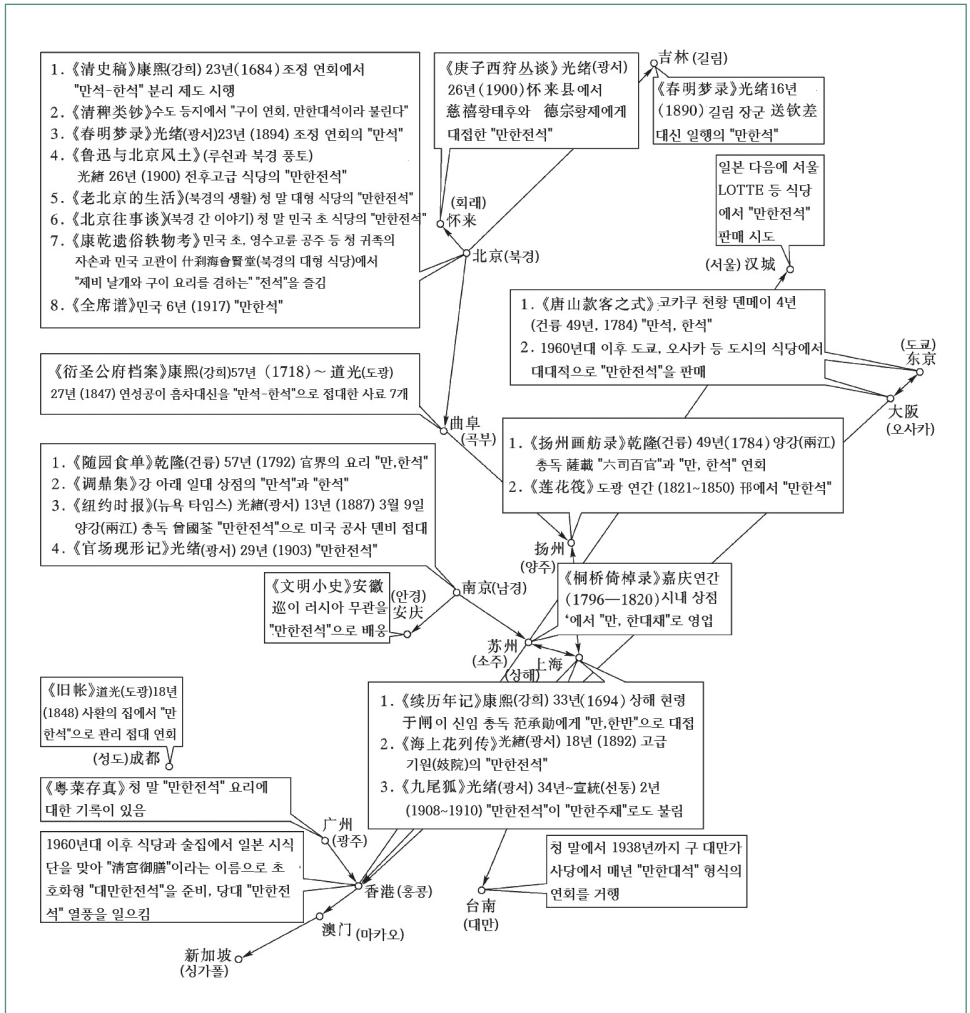 1. 《清史稿》康熙(강희) 23년(1684) 조정 연회에서
"만석-한석" 분리 제도 시행
2. 《清稗类钞》수도 등지에서 "구이 연회, 만한대석이라 불린다"
3. 《春明梦录》光绪(광서)23년 (1894) 조정 연회의 "만석"
4. 《鲁迅与北京风土》(루쉰과 북경 풍토)
光緖 26년 (1900) 전후고급 식당의 "만한전석"
5. 《老北京的生活》(북경의 생활) 청 말 대형 식당의 "만한전석"
6. 《北京往事谈》(북경 간 이야기) 청 말 민국 초 식당의 "만한전석"
7. 《康乾遗俗轶物考》민국 초, 영수고륜 공주 등 청 귀족의
자손과 민국 고관이 什刹海會賢堂(북경의 대형 식당)에서
"제비 날개와 구이 요리를 겸하는" "전석"을 즐김
8. 《全席谱》민국 6년 (1917) "만한석"
《庚子西狩丛谈》光绪(광서)
26년 (1900) 怀来县에서
慈禧황태후와 德宗황제에게
대접한 "만한전석"
吉林(길림)
《春明梦录》光绪16년
(1890) 길림 장군 送钦差
대신 일행의 "만한석"
일본 다음에 서울
LOTTE 등 식당
에서 "만한전석"
판매 시도
(회래)
怀来
北京(북경)
(서울) 汉城
1. 《唐山款客之式》코카쿠 천황 덴메이 4년
(건륭 49년, 1784) "만석, 한석"
2. 1960년대 이후 도쿄, 오사카 등 도시의 식당에서
대대적으로 "만한전석"을 판매
(도쿄)
东京
大阪
(오사카)
《衍圣公府档案》康熙(강희)57년 (1718)～道光(도광)
27년 (1847) 연성공이 흠차대신을 "만석-한석"으로 접대한 사료 7개
曲阜
(곡부)
1. 《扬州画舫录》乾隆(건륭) 49년(1784) 양강(兩江)
총독 薩載 "六司百官"과 "만, 한석" 연회
2. 《莲花筏》도광 연간 (1821~1850) 邗에서 "만한석"
1. 《随园食单》乾隆(건륭) 57년 (1792) 官界의 요리 "만,한석"
2. 《调鼎集》강 아래 일대 상점의 "만석"과 "한석"
3. 《纽约时报》(뉴욕 타임스) 光緖(광서) 13년 (1887) 3월 9일
양강(兩江) 총독 曾國荃 "만한전석"으로 미국 공사 덴비 접대
4. 《官场现形记》光绪(광서) 29년 (1903) "만한전석"
扬州
(양주)
《文明小史》安徽
巡이 러시아 무관을
"만한전석"으로 배웅
(안경)
安庆
南京(남경)
《桐桥倚棹录》嘉庆연간
(1796—1820) 시내 상점
'에서 "만, 한대채"로 영업
苏州
(소주)
上海
(상해)
《旧帐》道光(도광)18년
(1848) 사환의 집에서 "만
한석"으로 관리 접대 연회
(성도)成都
1. 《续历年记》康熙(강희) 33년(1694) 상해 현령
于闸이 신임 총독 范承勋에게 "만,한반"으로 대접
2. 《海上花列传》光緖(광서) 18년 (1892) 고급
기원(妓院)의 "만한전석"
3. 《九尾狐》光绪(광서) 34년~宣統(선통) 2년
(1908~1910) "만한전석"이 "만한주채"로도 불림
《粤菜存真》청 말 "만한전석" 요리에
대한 기록이 있음
广州
(광주)
1960년대 이후 식당과 술집에서 일본 시식
단을 맞아 "清宮御膳"이라는 이름으로 초
호화형 "대만한전석"을 준비, 당대 "만한전
석" 열풍을 일으킴
香港(홍콩)
청 말에서 1938년까지 구 대만가
사당에서 매년 "만한대석" 형식의
연회를 거행
台南
(대만)
澳门(마카오)
新加坡
(싱가폴)